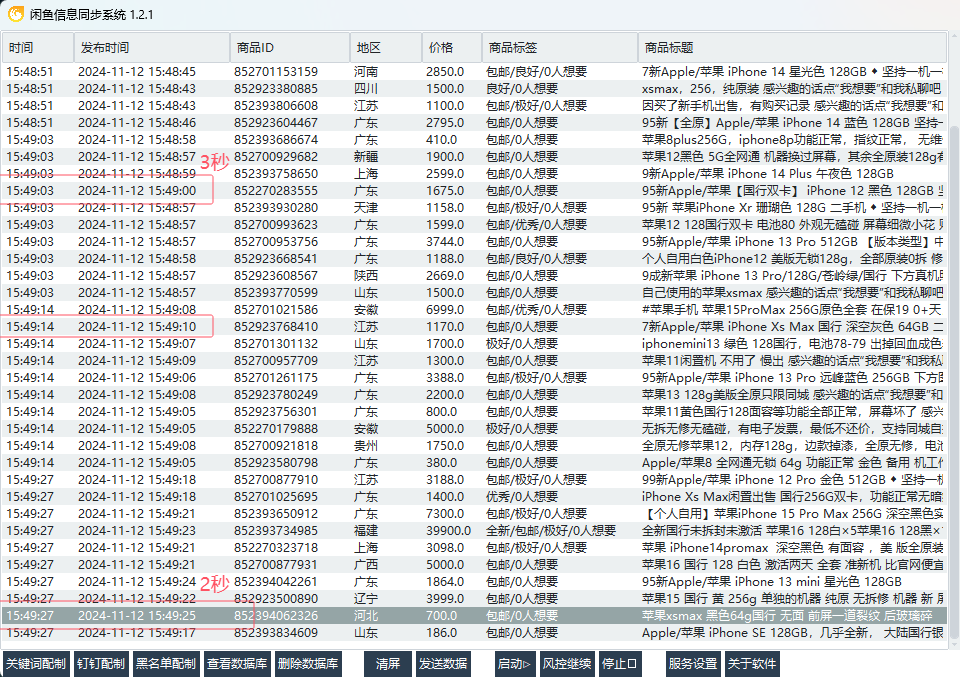 闲鱼信息同步系统 1.2.1
时间 发布时间 商品ID 地区 价格 商品标签 商品标题
15:48:51 2024-11-12 15:48:45 852701153159 河南 2850.0 包邮/良好/0人想要 7新Apple/苹果 iPhone 14 星光色 128GB ♦ 坚持一机一
15:48:51 2024-11-12 15:48:43 852923380885 四川 1500.0 良好/0人想要 xsmax，256，纯原装 感兴趣的话点“我想要”和我私聊吧
15:48:51 2024-11-12 15:48:43 852393806608 江苏 1100.0 包邮/极好/0人想要 因买了新手机出售，有购买记录 感兴趣的话点“我想要”和
15:48:51 2024-11-12 15:48:46 852923604467 广东 2795.0 包邮/0人想要 95新【全原】Apple/苹果 iPhone 14 蓝色 128GB 坚持一
15:49:03 2024-11-12 15:48:58 852393686674 广东 410.0 包邮/0人想要 苹果8plus256G，iphone8p功能正常，指纹正常， 无维
15:49:03 2024-11-12 15:48:57 852700929682 新疆 1900.0 包邮/0人想要 苹果12黑色 5G全网通 机器换过屏幕，其余全原装128g有
3秒
15:49:03 2024-11-12 15:48:59 852393758650 上海 2599.0 包邮/0人想要 9新Apple/苹果 iPhone 14 Plus 午夜色 128GB
15:49:03 2024-11-12 15:49:00 852270283555 广东 1675.0 包邮/0人想要 95新Apple/苹果【国行双卡】 iPhone 12 黑色 128GB
15:49:03 2024-11-12 15:48:57 852393930280 天津 1158.0 包邮/极好/0人想要 95新 苹果iPhone Xr 珊瑚色 128G 二手机 ♦ 坚持一机一
15:49:03 2024-11-12 15:48:57 852700993623 广东 1599.0 包邮/优秀/0人想要 苹果12 128国行双卡 电池80 外观无磕碰 屏幕细微小花
15:49:03 2024-11-12 15:48:57 852700953756 广东 3744.0 包邮/0人想要 95新Apple/苹果 iPhone 13 Pro 512GB 【版本类型】中
15:49:03 2024-11-12 15:48:58 852923668541 广东 1188.0 包邮/良好/0人想要 个人自用白色iPhone12 美版无锁128g，全部原装0拆 修
15:49:03 2024-11-12 15:48:57 852923608567 陕西 2669.0 包邮/0人想要 9成新苹果 iPhone 13 Pro/128G/苍岭绿/国行 下方真机
15:49:03 2024-11-12 15:48:57 852393770599 山东 1500.0 包邮/0人想要 自己使用的苹果xsmax 感兴趣的话点“我想要”和我私聊吧
15:49:14 2024-11-12 15:49:08 852701021586 安徽 6999.0 包邮/优秀/0人想要 #苹果手机 苹果15ProMax 256G原色全套 在保19 0+天
15:49:14 2024-11-12 15:49:10 852923768410 江苏 1170.0 包邮/0人想要 7新Apple/苹果 iPhone Xs Max 国行 深空灰色 64GB 二
15:49:14 2024-11-12 15:49:07 852701301132 山东 1700.0 极好/0人想要 iphonemini13 绿色 128国行，电池78-79 出掉回血成色
15:49:14 2024-11-12 15:49:09 852700957709 江苏 1300.0 包邮/0人想要 苹果11闲置机 不用了 慢出 感兴趣的话点“我想要”和我私
15:49:14 2024-11-12 15:49:06 852701261175 广东 3388.0 包邮/极好/0人想要 95新Apple/苹果 iPhone 13 Pro 远峰蓝色 256GB 下方
15:49:14 2024-11-12 15:49:08 852923780249 广东 2200.0 包邮/0人想要 苹果13 128g美版全原只限同城 感兴趣的话点“我想要”和
15:49:14 2024-11-12 15:49:05 852923756301 广东 800.0 包邮/0人想要 苹果11黄色国行128面容等功能全部正常，屏幕坏了 感兴
15:49:14 2024-11-12 15:49:05 852270179888 安徽 5000.0 极好/0人想要 无拆无修无磕碰，有电子发票，最低不还价，支持同城自
15:49:14 2024-11-12 15:49:08 852700921818 贵州 1750.0 包邮/0人想要 全原无修苹果12，内存128g，边款掉漆，全原无修，电池
15:49:14 2024-11-12 15:49:05 852923580798 广东 380.0 包邮/0人想要 Apple/苹果8 全网通无锁 64g 功能正常 金色 备用 机工作
15:49:27 2024-11-12 15:49:18 852700877910 江苏 3188.0 包邮/极好/0人想要 99新Apple/苹果 iPhone 12 Pro 金色 512GB ♦ 坚持一机
15:49:27 2024-11-12 15:49:18 852701025695 广东 1400.0 优秀/0人想要 iPhone Xs Max闲置出售 国行256G双卡，功能正常无暗
15:49:27 2024-11-12 15:49:21 852393650912 广东 7300.0 包邮/极好/0人想要 【个人自用】苹果iPhone 15 Pro Max 256G 深空黑色实
15:49:27 2024-11-12 15:49:23 852393734985 福建 39900.0 全新/包邮/极好/0人想要 全新国行未拆封未激活 苹果16 128白×5苹果16 128黑×
15:49:27 2024-11-12 15:49:21 852270323718 上海 3098.0 包邮/极好/0人想要 苹果 iPhone14promax 深空黑色 有面容 ，美 版全原装
15:49:27 2024-11-12 15:49:21 852700877931 广西 5000.0 包邮/0人想要 苹果16 国行 128 白色 激活两天 全套 准新机 比官网便宜
15:49:27 2024-11-12 15:49:24 852394042261 广东 1864.0 包邮/0人想要 95新Apple/苹果 iPhone 13 mini 星光色 128GB
2秒
15:49:27 2024-11-12 15:49:22 852923500890 辽宁 3999.0 包邮/0人想要 苹果15 国行 黄 256g 单独的机器 纯原 无拆修 机器 新 屏
15:49:27 2024-11-12 15:49:25 852394062326 河北 700.0 包邮/0人想要 苹果xsmax 黑色64g国行 无面 前屏一道裂纹 后玻璃碎
15:49:27 2024-11-12 15:49:17 852393834609 山东 186.0 包邮/0人想要 Apple/苹果 iPhone SE 128GB，几乎全新， 大陆国行银
关键词配制 钉钉配制 黑名单配制 查看数据库 删除数据库 清屏 发送数据 启动▷ 风控继续 停止口 服务设置 关于软件